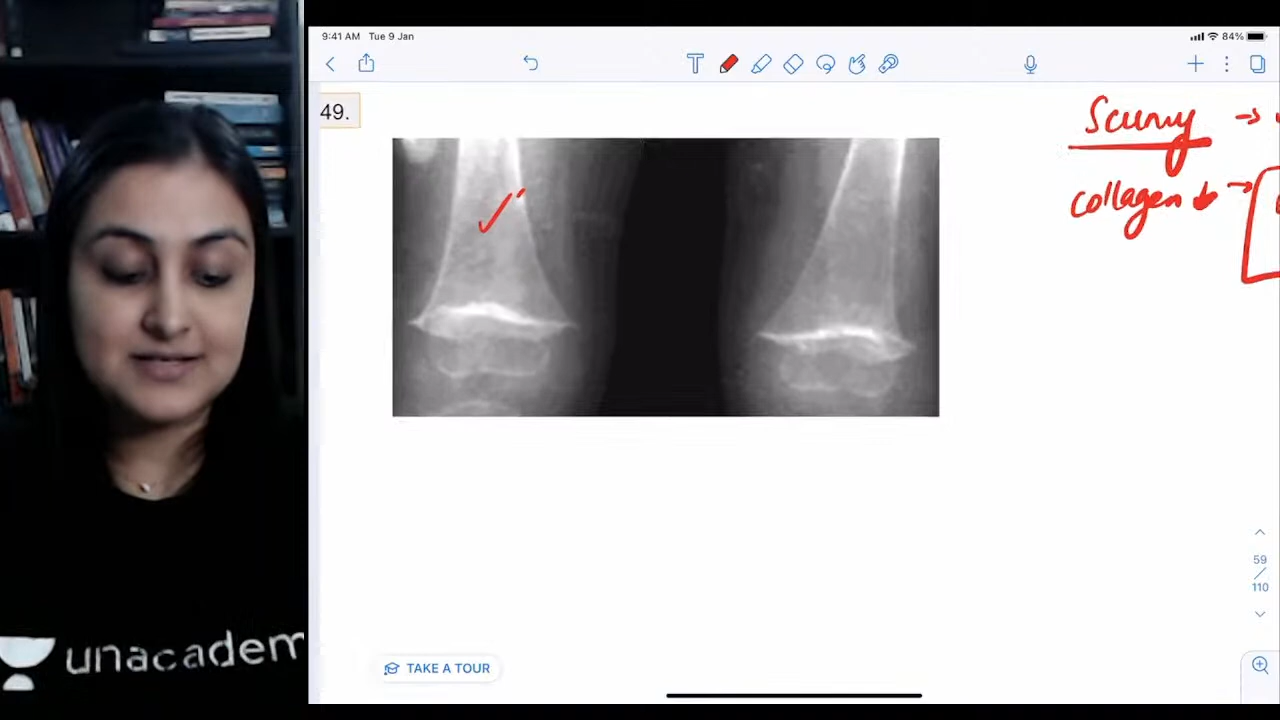 9:41 AM Tue 9 Jan
84%
T
49.
Scurvy →
collagen ↓ →
59
/
110
TAKE A TOUR
unacadem